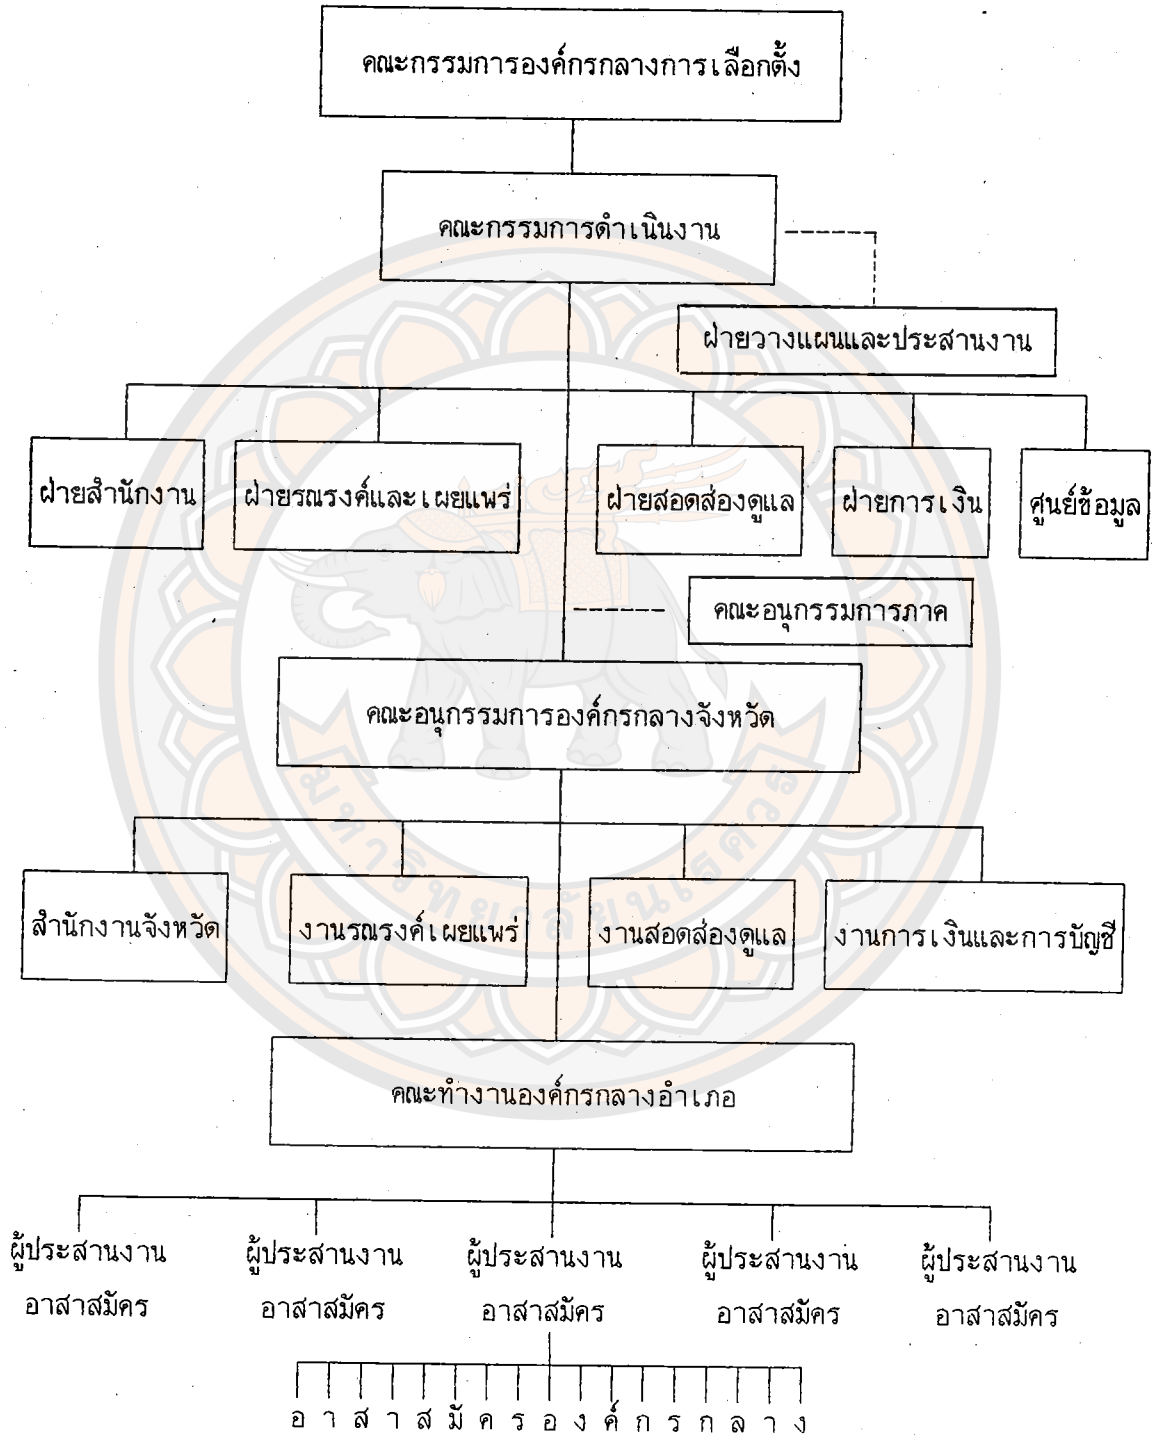 คณะกรรมการองค์กรกลางการเลือกตั้ง
คณะกรรมการดำเนินงาน
ฝ่ายวางแผนและประสานงาน
ฝ่ายสำนักงาน
ฝ่ายรณรงค์และเผยแพร่
ฝ่ายสอดส่องดูแล
ฝ่ายการเงิน
ศูนย์ข้อมูล
คณะอนุกรรมการภาค
คณะอนุกรรมการองค์กรกลางจังหวัด
สำนักงานจังหวัด
งานรณรงค์เผยแพร่
งานสอดส่องดูแล
งานการเงินและการบัญชี
คณะทำงานองค์กรกลางอำเภอ
ผู้ประสานงาน
อาสาสมัคร
ผู้ประสานงาน
อาสาสมัคร
ผู้ประสานงาน
อาสาสมัคร
ผู้ประสานงาน
อาสาสมัคร
ผู้ประสานงาน
อาสาสมัคร
อาสาสมัครองค์กรกลาง
มหาวิทยาลัยนเรศวร